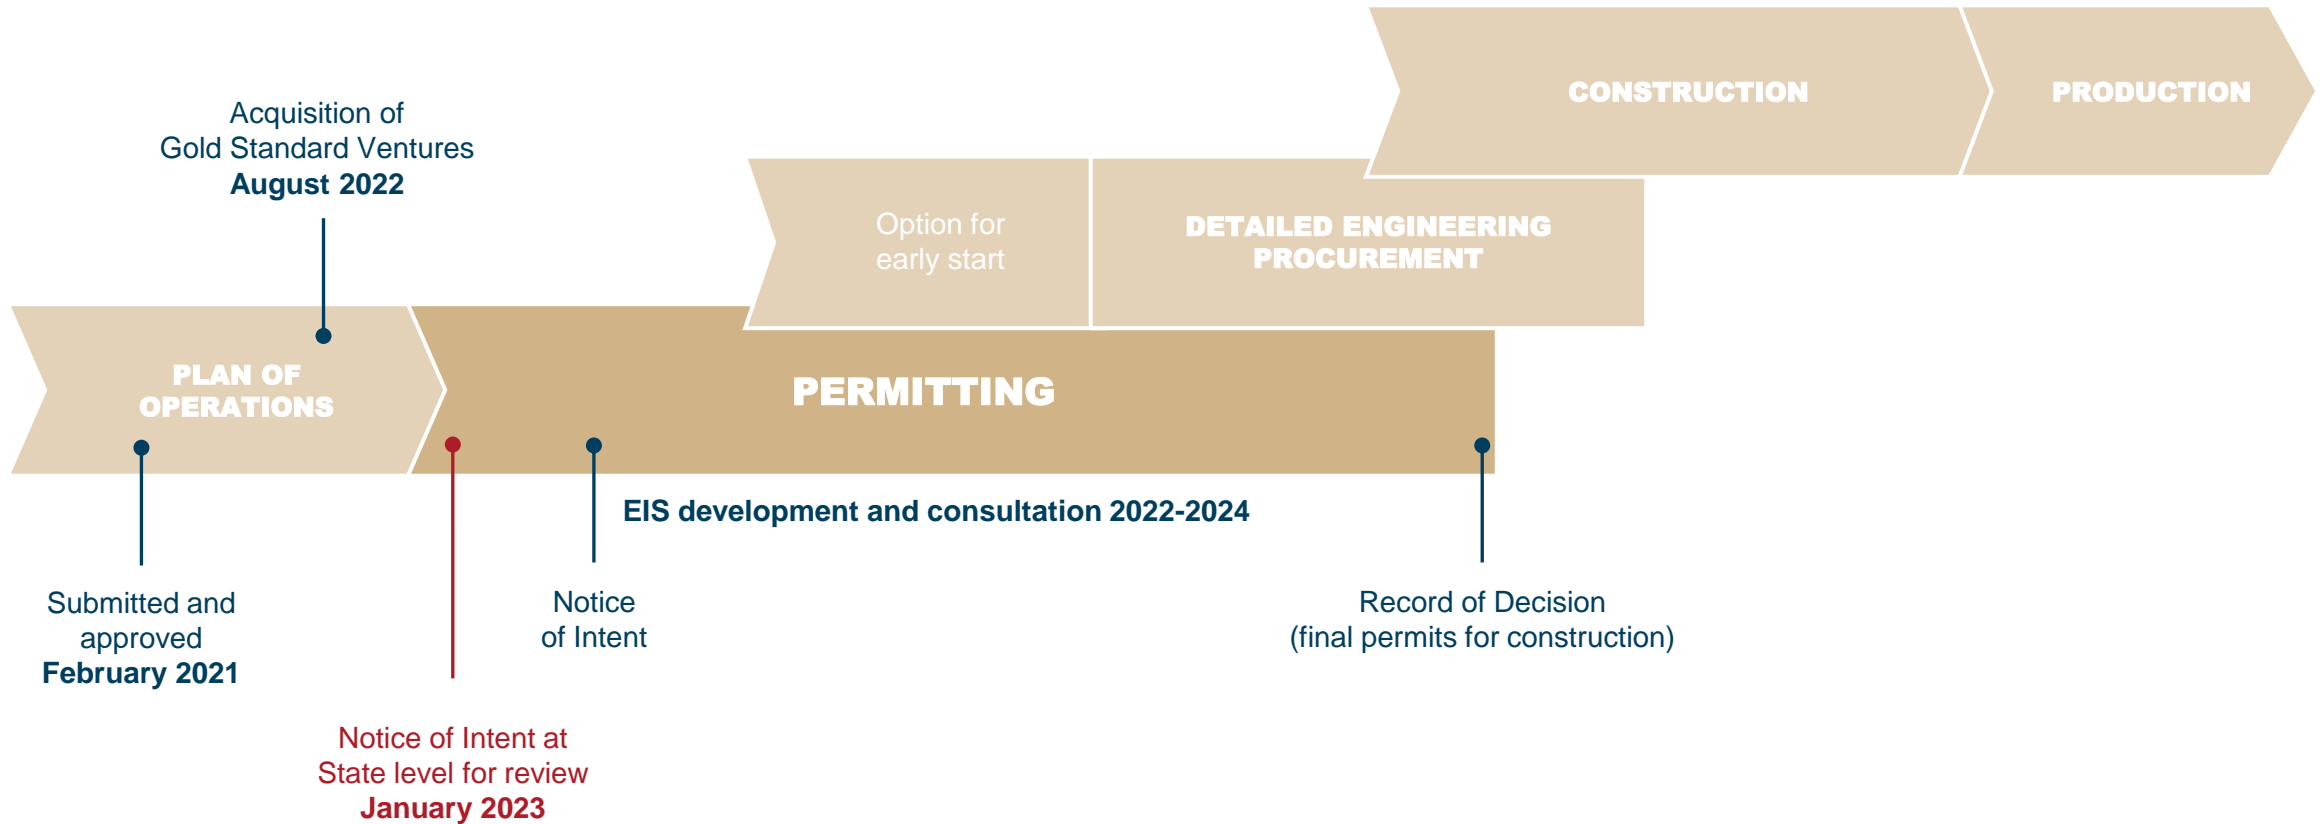 CONSTRUCTION
PRODUCTION
Acquisition of
Gold Standard Ventures
August 2022
Option for
early start
DETAILED ENGINEERING
PROCUREMENT
PLAN OF
OPERATIONS
PERMITTING
EIS development and consultation 2022-2024
Submitted and
approved
February 2021
Notice
of Intent
Record of Decision
(final permits for construction)
Notice of Intent at
State level for review
January 2023